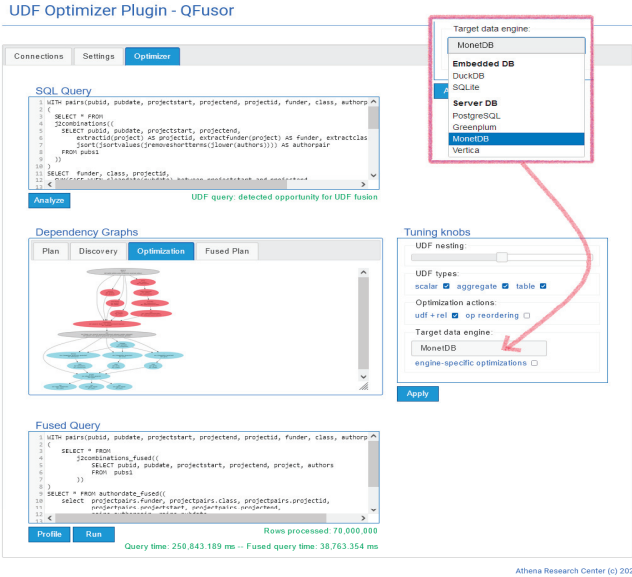 UDF Optimizer Plugin - QFusor
Target data engine:
MonetDB
Embedded DB
DuckDB
SQLite
Server DB
PostgreSQL
Greenplum
MonetDB
Vertica
Connections
Settings
Optimizer
SQL Query
1 WITH pairs(pubid, pubdate, projectstart, projectend, projectid, funder, class, authorp
2 (
3 SELECT * FROM
4 j2combinations((
5 SELECT pubid, pubdate, projectstart, projectend,
6 extractid(project) AS projectid, extractfunder(project) AS funder, extractclas
7 jsort(jsortvalues(jremoveshortterms(jlower(authors)))) AS authorpair
8 FROM pubs1
9 ))
10 )
11 SELECT funder, class, projectid,
12
Analyze
UDF query: detected opportunity for UDF fusion
Dependency Graphs
Plan
Discovery
Optimization
Fused Plan
Tuning knobs
UDF nesting:
UDF types:
scalar aggregate table
Optimization actions:
udf + rel op reordering
Target data engine:
MonetDB
engine-specific optimizations
Apply
Fused Query
1 WITH pairs(pubid, pubdate, projectstart, projectend, projectid, funder, class, authorp
2 (
3 SELECT * FROM
4 j2combinations_fused((
5 SELECT pubid, pubdate, projectstart, projectend, project, authors
6 FROM pubs1
7 ))
8 )
9 SELECT * FROM authordate_fused((
10 select projectpairs.funder, projectpairs.class, projectpairs.projectid,
11 projectpairs.projectstart, projectpairs.projectend,
12
Profile
Run
Rows processed: 70,000,000
Query time: 250,843.189 ms -- Fused query time: 38,763.354 ms
Athena Research Center (c) 202